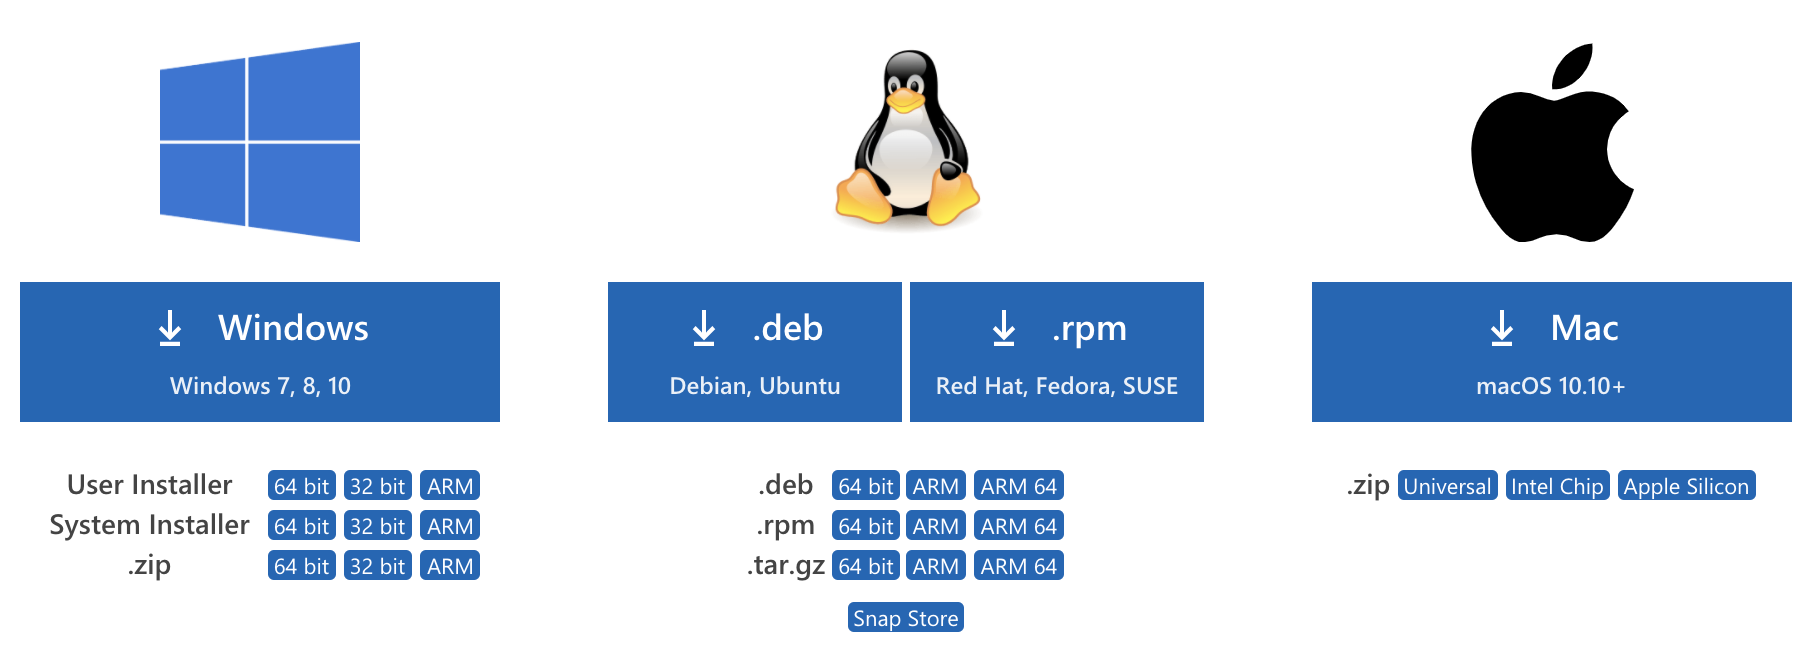 Windows
Windows 7, 8, 10
User Installer 64 bit 32 bit ARM
System Installer 64 bit 32 bit ARM
.zip 64 bit 32 bit ARM
.deb
Debian, Ubuntu
.rpm
Red Hat, Fedora, SUSE
.deb 64 bit ARM ARM 64
.rpm 64 bit ARM ARM 64
.tar.gz 64 bit ARM ARM 64
Snap Store
Mac
macOS 10.10+
.zip Universal Intel Chip Apple Silicon